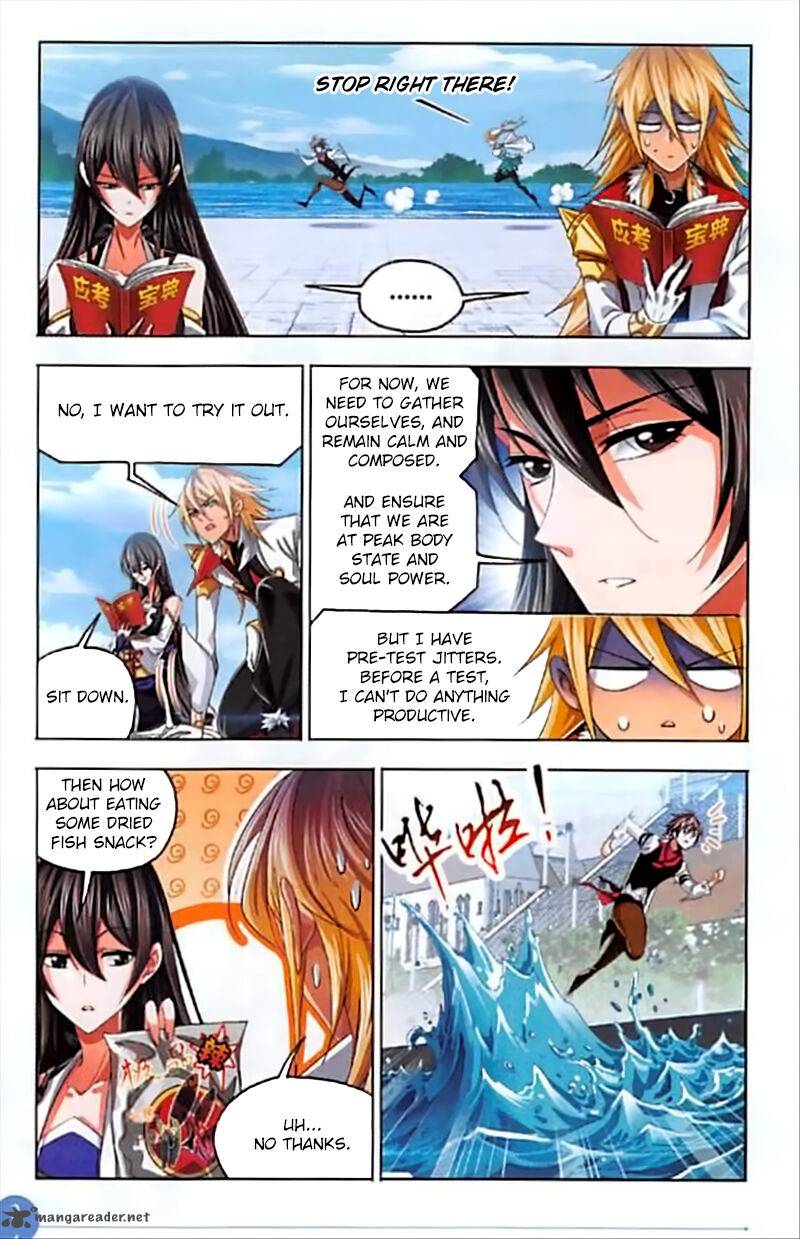 STOP RIGHT THERE!
应考 宝典
......
应考 宝典
NO, I WANT TO TRY IT OUT.
SIT DOWN.
FOR NOW, WE
NEED TO GATHER
OURSELVES, AND
REMAIN CALM AND
COMPOSED.
AND ENSURE
THAT WE ARE
AT PEAK BODY
STATE AND
SOUL POWER.
BUT I HAVE
PRE-TEST JITTERS.
BEFORE A TEST,
I CAN'T DO ANYTHING
PRODUCTIVE.
THEN HOW
ABOUT EATING
SOME DRIED
FISH SNACK?
辣
UH...
NO THANKS.
哗啦!
mangareader.net